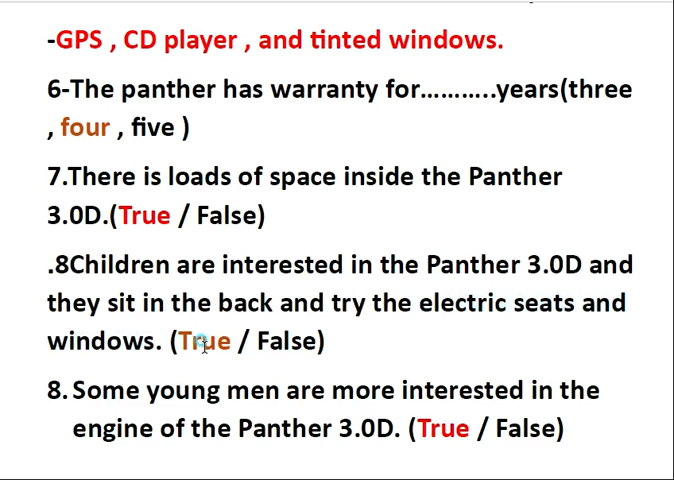 -GPS , CD player , and tinted windows.
6-The panther has warranty for...........years(three
, four , five )
7.There is loads of space inside the Panther
3.0D.(True / False)
.8Children are interested in the Panther 3.0D and
they sit in the back and try the electric seats and
windows. (True / False)
8. Some young men are more interested in the
engine of the Panther 3.0D. (True / False)